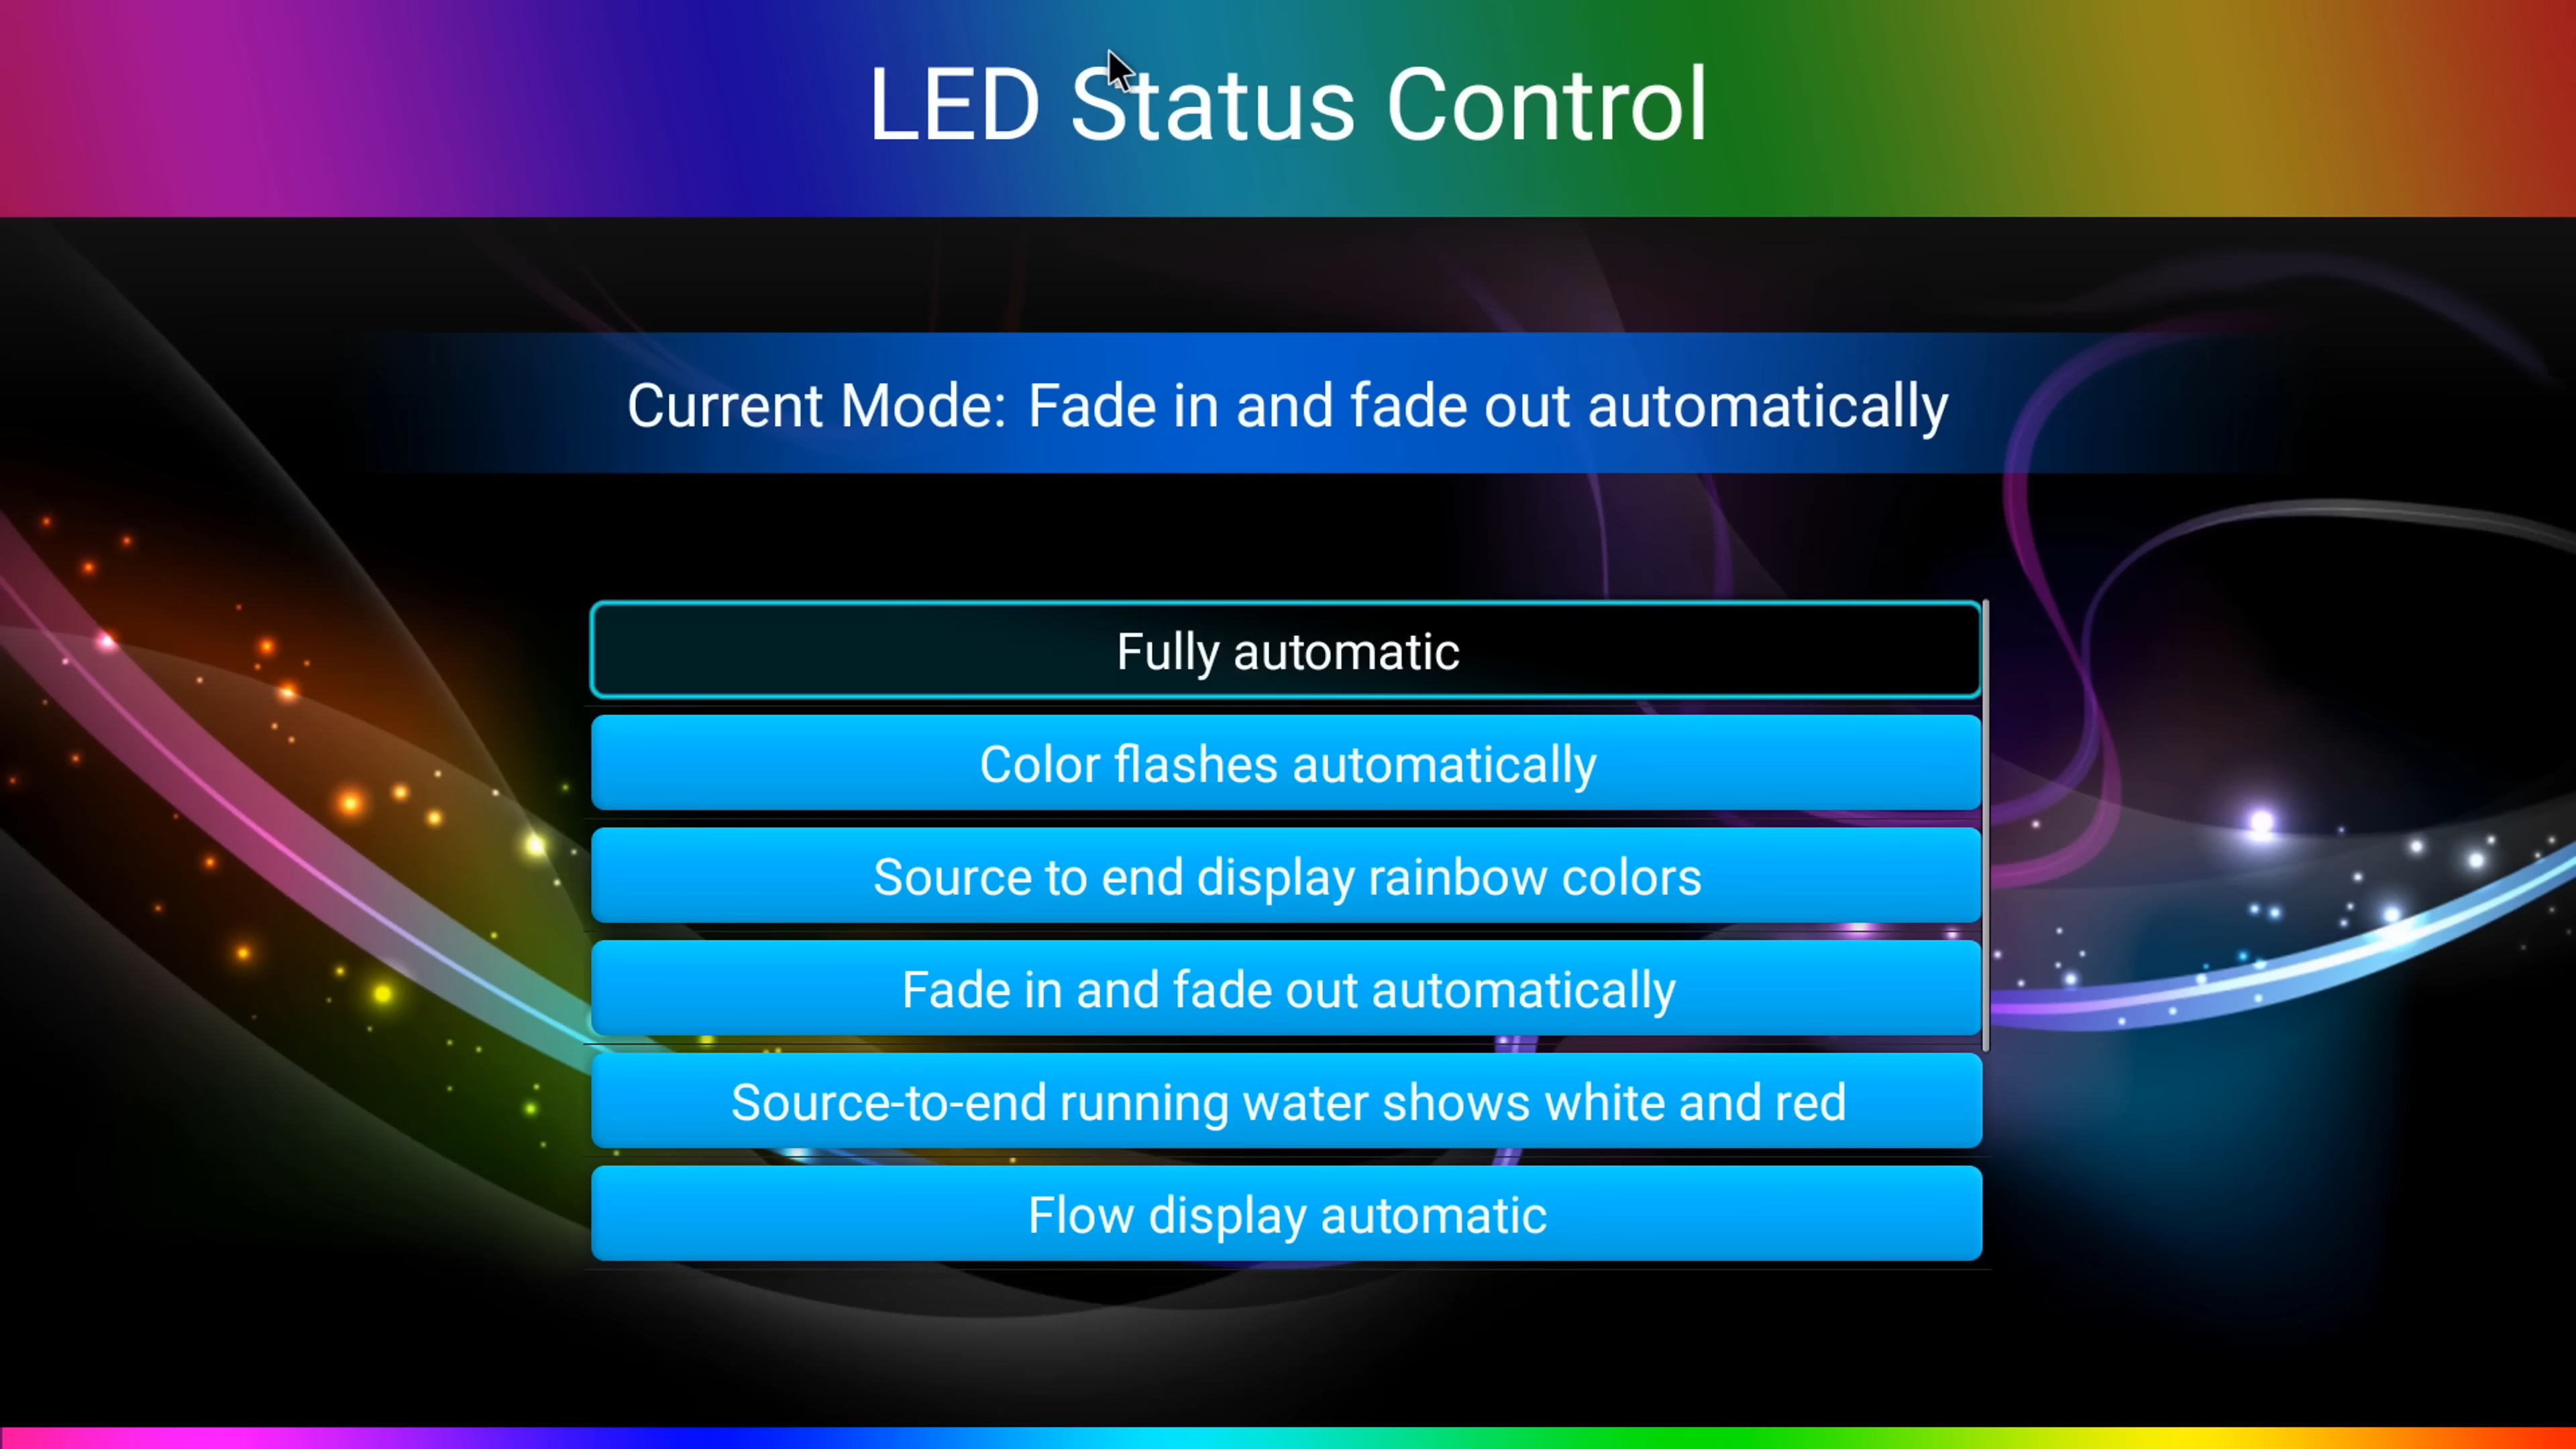 LED Status Control
Current Mode: Fade in and fade out automatically
Fully automatic
Color flashes automatically
Source to end display rainbow colors
Fade in and fade out automatically
Source-to-end running water shows white and red
Flow display automatic